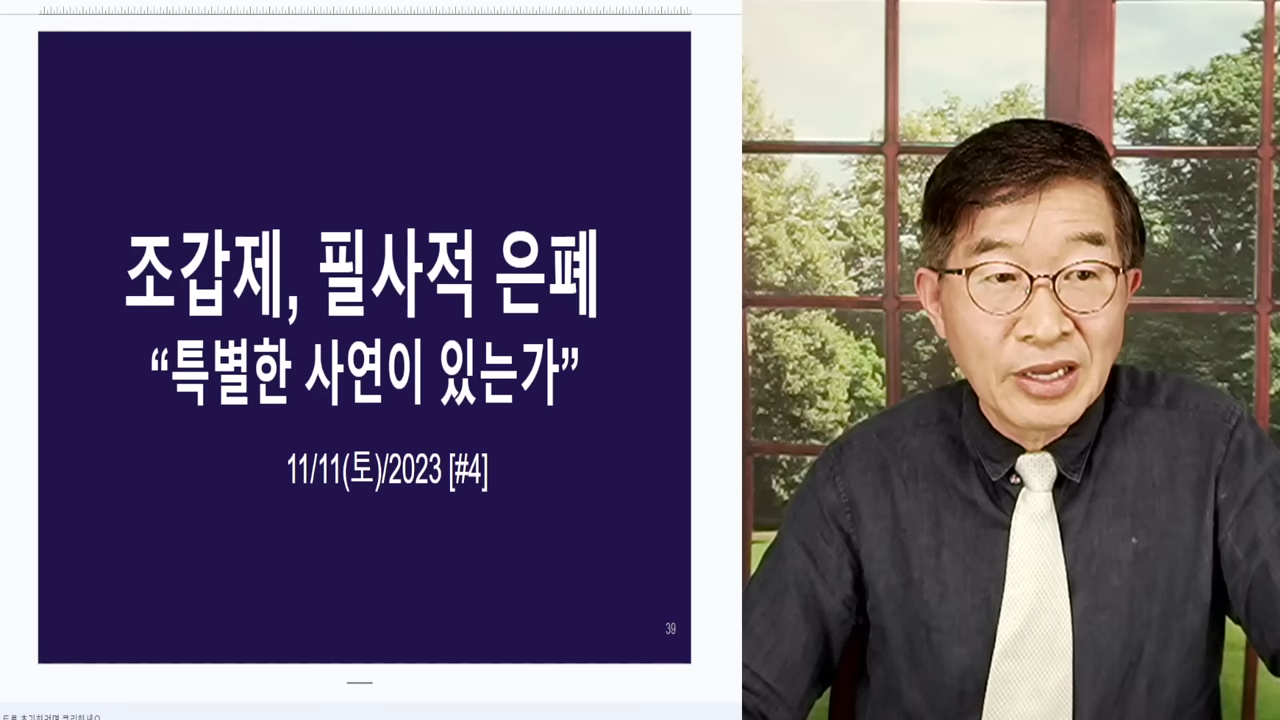 조갑제, 필사적 은폐
“특별한 사연이 있는가”
11/11(토)/2023 [#4]
39